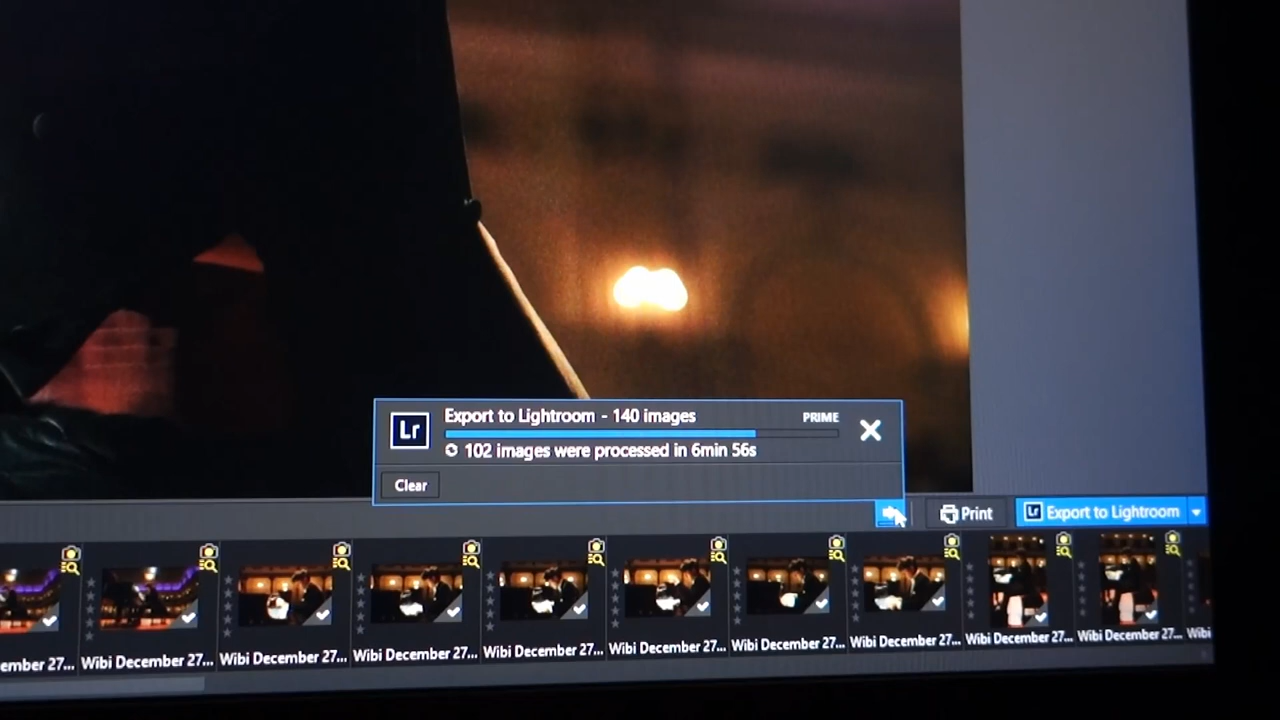 Lr
Export to Lightroom - 140 images
PRIME
102 images were processed in 6min 56s
Clear
Print
Lr Export to Lightroom
ember 27...
Wibi December 27...
Wibi December 27...
Wibi December 27...
Wibi December 27...
Wibi December 27...
Wibi December 27...
Wibi December 27...
Wibi December 27...
Wibi December 27...
Wibi